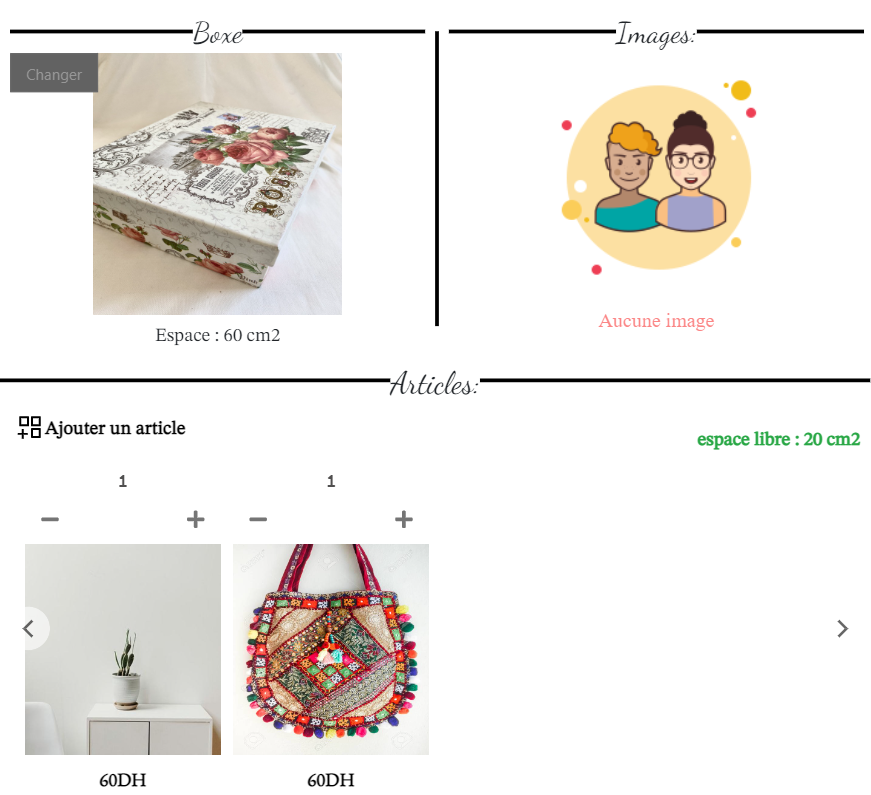 Boxe
Changer
ROSE
Espace : 60 cm2
Images:
Aucune image
Articles:
Ajouter un article
espace libre : 20 cm2
1
1
60DH
60DH